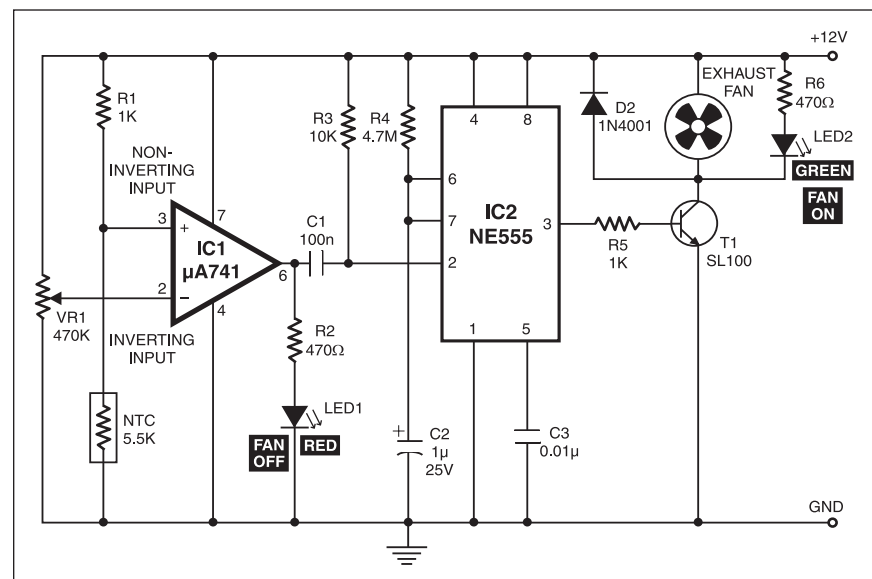 +12V
R1
1K
NON-
INVERTING
INPUT
3
+
7
IC1
µA741
6
2
−
4
VR1
470K
INVERTING
INPUT
NTC
5.5K
C1
100n
R2
470Ω
LED1
FAN
OFF
RED
R3
10K
R4
4.7M
+
C2
1µ
25V
4
8
6
7
2
IC2
NE555
3
1
5
C3
0.01µ
R5
1K
D2
1N4001
EXHAUST
FAN
R6
470Ω
LED2
GREEN
FAN
ON
T1
SL100
GND